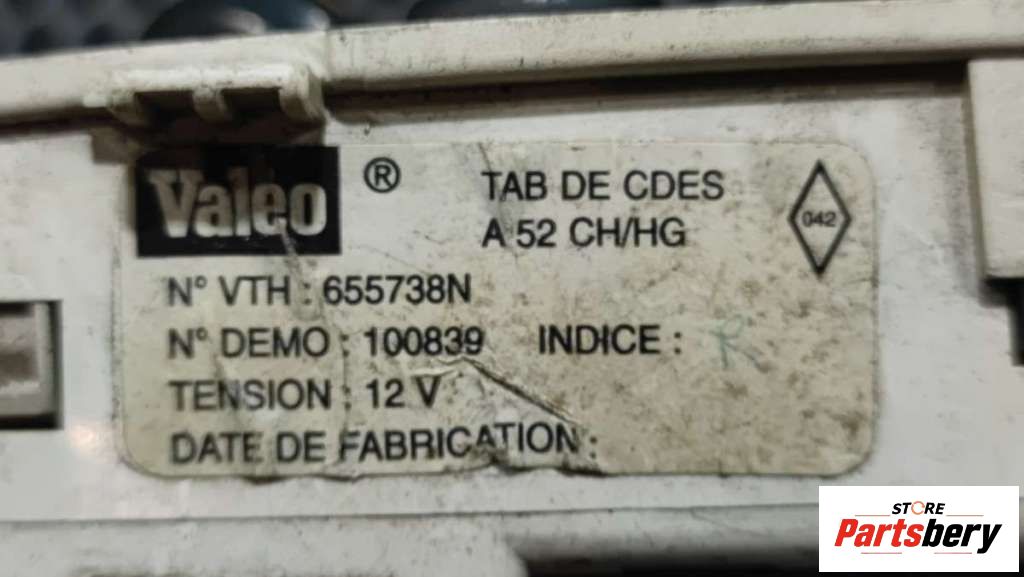 Valeo ®
TAB DE CDES
A 52 CH/HG
042
N° VTH : 655738N
N° DEMO : 100839 INDICE : R
TENSION : 12 V
DATE DE FABRICATION :
STORE
Partsbery